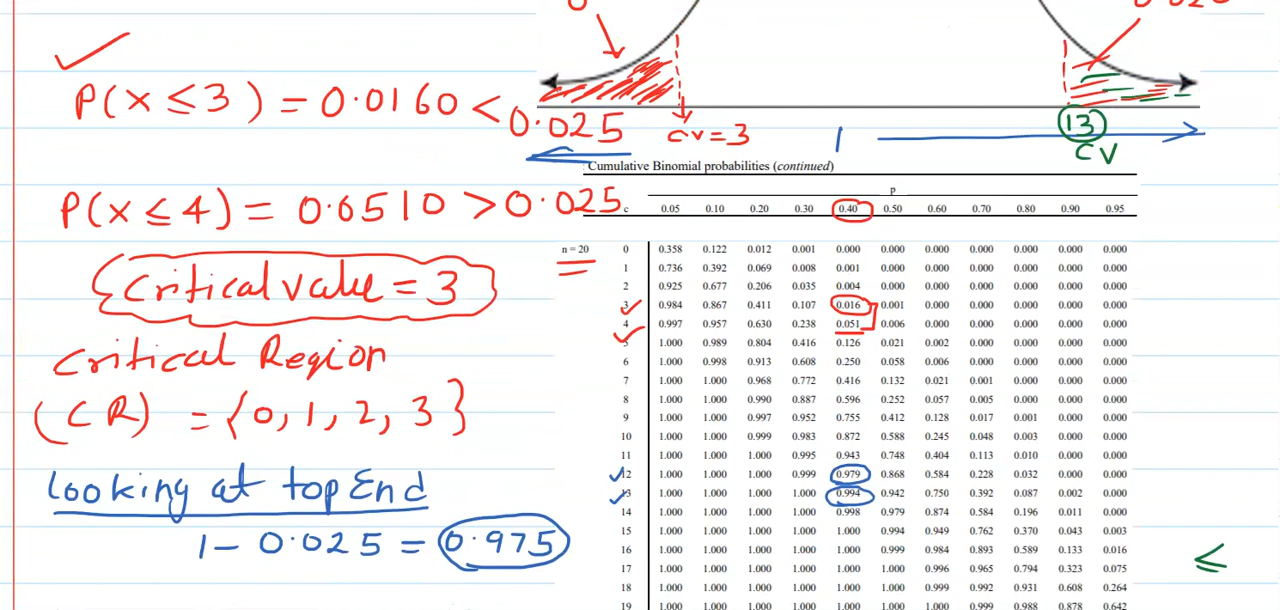 P(X ≤ 3) = 0.0160 < 0.025
cv = 3
13
CV
Cumulative Binomial probabilities (continued)
P(X ≤ 4) = 0.0510 > 0.025
p
c 0.05 0.10 0.20 0.30 0.40 0.50 0.60 0.70 0.80 0.90 0.95
n = 20 0 0.358 0.122 0.012 0.001 0.000 0.000 0.000 0.000 0.000 0.000 0.000
1 0.736 0.392 0.069 0.008 0.001 0.000 0.000 0.000 0.000 0.000 0.000
2 0.925 0.677 0.206 0.035 0.004 0.000 0.000 0.000 0.000 0.000 0.000
3 0.984 0.867 0.411 0.107 0.016 0.001 0.000 0.000 0.000 0.000 0.000
4 0.997 0.957 0.630 0.238 0.051 0.006 0.000 0.000 0.000 0.000 0.000
5 1.000 0.989 0.804 0.416 0.126 0.021 0.002 0.000 0.000 0.000 0.000
6 1.000 0.998 0.913 0.608 0.250 0.058 0.006 0.000 0.000 0.000 0.000
7 1.000 1.000 0.968 0.772 0.416 0.132 0.021 0.001 0.000 0.000 0.000
8 1.000 1.000 0.990 0.887 0.596 0.252 0.057 0.005 0.000 0.000 0.000
9 1.000 1.000 0.997 0.952 0.755 0.412 0.128 0.017 0.001 0.000 0.000
10 1.000 1.000 0.999 0.983 0.872 0.588 0.245 0.048 0.003 0.000 0.000
11 1.000 1.000 1.000 0.995 0.943 0.748 0.404 0.113 0.010 0.000 0.000
12 1.000 1.000 1.000 0.999 0.979 0.868 0.584 0.228 0.032 0.000 0.000
13 1.000 1.000 1.000 1.000 0.994 0.942 0.750 0.392 0.087 0.002 0.000
14 1.000 1.000 1.000 1.000 0.998 0.979 0.874 0.584 0.196 0.011 0.000
15 1.000 1.000 1.000 1.000 1.000 0.994 0.949 0.762 0.370 0.043 0.003
16 1.000 1.000 1.000 1.000 1.000 0.999 0.984 0.893 0.589 0.133 0.016
17 1.000 1.000 1.000 1.000 1.000 1.000 0.996 0.965 0.794 0.323 0.075
18 1.000 1.000 1.000 1.000 1.000 1.000 0.999 0.992 0.931 0.608 0.264
19 1.000 1.000 1.000 1.000 1.000 1.000 1.000 0.999 0.988 0.878 0.642
Critical value = 3
Critical Region
(CR) = {0, 1, 2, 3}
Looking at top End
1 - 0.025 = 0.975
≤